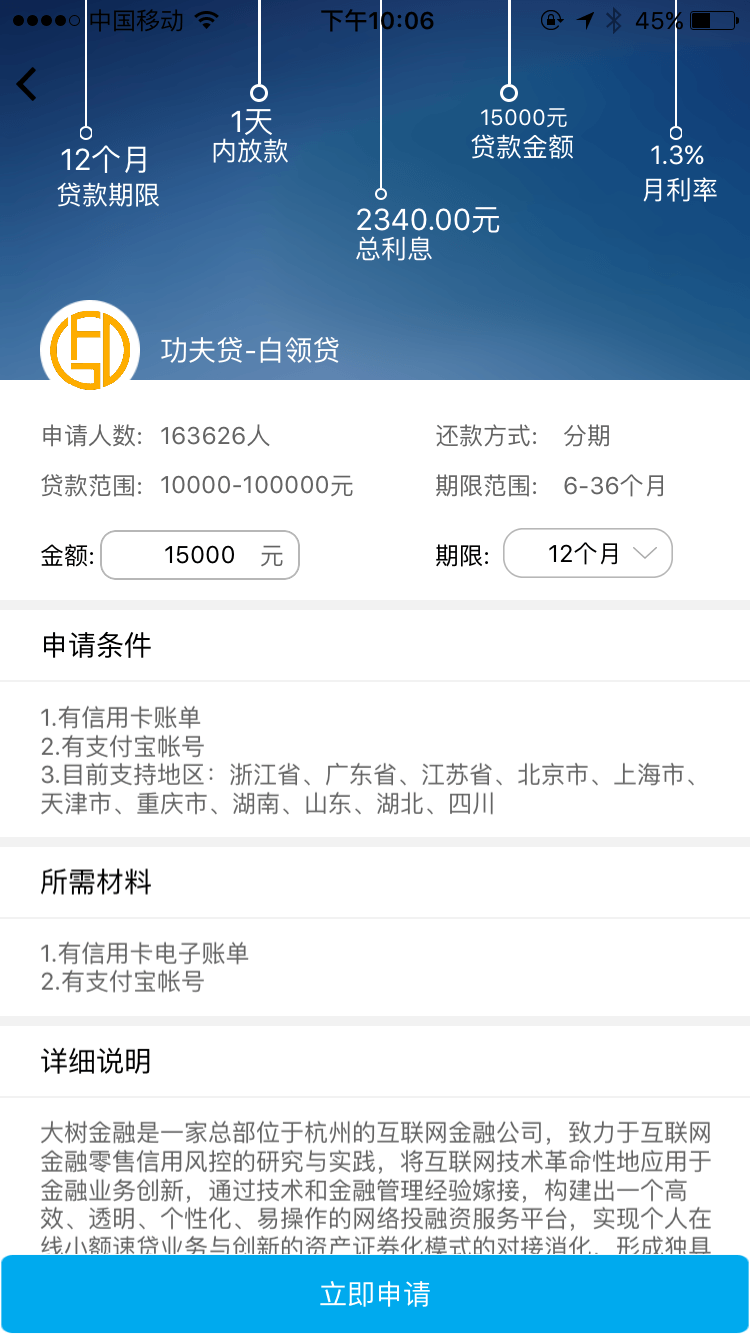 中国移动 下午10:06 45%
12个月
贷款期限
1天
内放款
2340.00元
总利息
15000元
贷款金额
1.3%
月利率
功夫贷-白领贷
申请人数: 163626人 还款方式: 分期
贷款范围: 10000-100000元 期限范围: 6-36个月
金额: 15000 元 期限: 12个月
申请条件
1.有信用卡账单
2.有支付宝帐号
3.目前支持地区：浙江省、广东省、江苏省、北京市、上海市、
天津市、重庆市、湖南、山东、湖北、四川
所需材料
1.有信用卡电子账单
2.有支付宝帐号
详细说明
大树金融是一家总部位于杭州的互联网金融公司，致力于互联网
金融零售信用风控的研究与实践，将互联网技术革命性地应用于
金融业务创新，通过技术和金融管理经验嫁接，构建出一个高
效、透明、个性化、易操作的网络投融资服务平台，实现个人在
线小额速贷业务与创新的资产证券化模式的对接消化，形成独具
立即申请